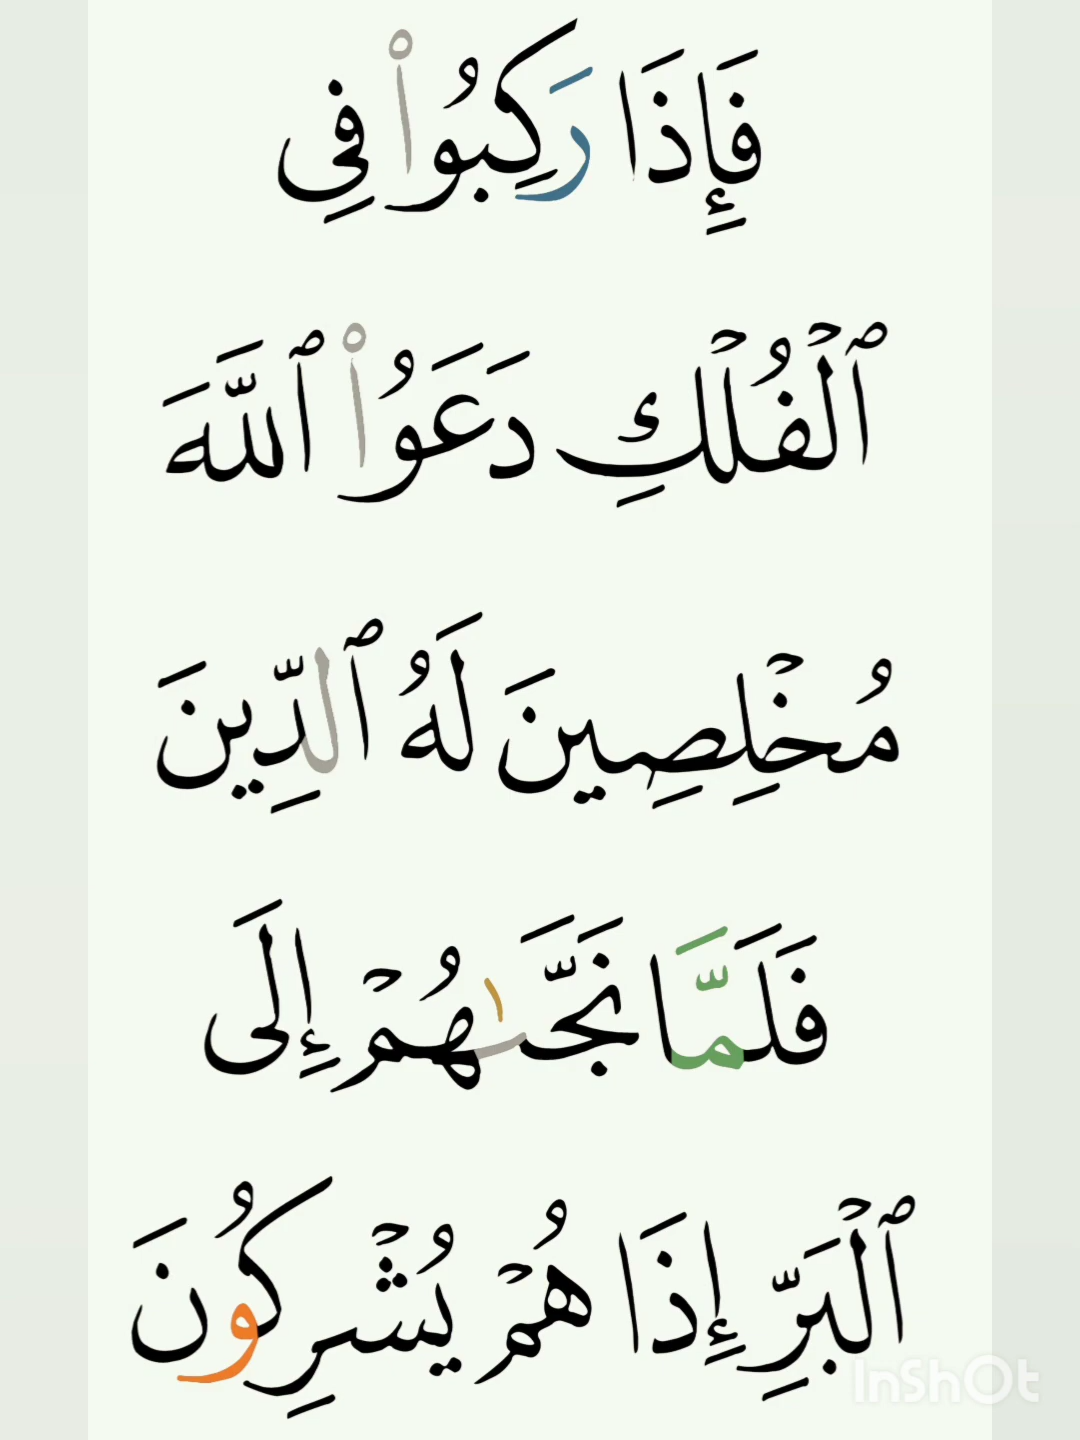 فَإِذَا رَكِبُوا۟ فِى
ٱلْفُلْكِ دَعَوُا۟ ٱللَّهَ
مُخْلِصِينَ لَهُ ٱلدِّينَ
فَلَمَّا نَجَّىٰهُمْ إِلَى
ٱلْبَرِّ إِذَا هُمْ يُشْرِكُونَ
InShOt